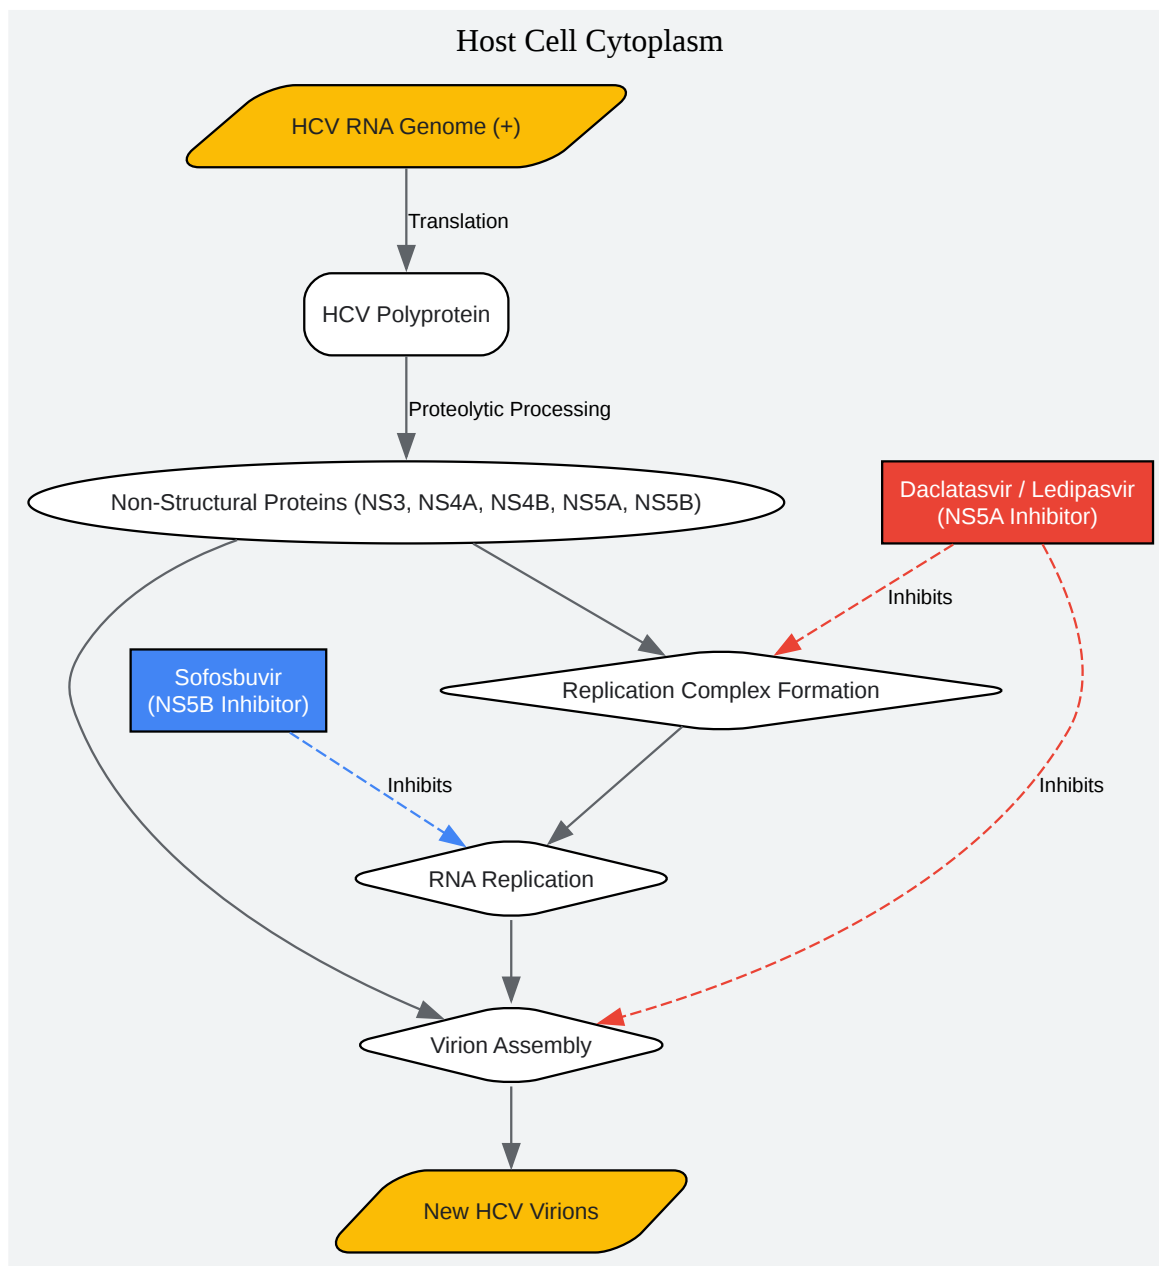 Host Cell Cytoplasm
HCV RNA Genome (+)
Translation
HCV Polyprotein
Proteolytic Processing
Non-Structural Proteins (NS3, NS4A, NS4B, NS5A, NS5B)
Daclatasvir / Ledipasvir
(NS5A Inhibitor)
Inhibits
Sofosbuvir
(NS5B Inhibitor)
Replication Complex Formation
Inhibits
Inhibits
RNA Replication
Virion Assembly
New HCV Virions